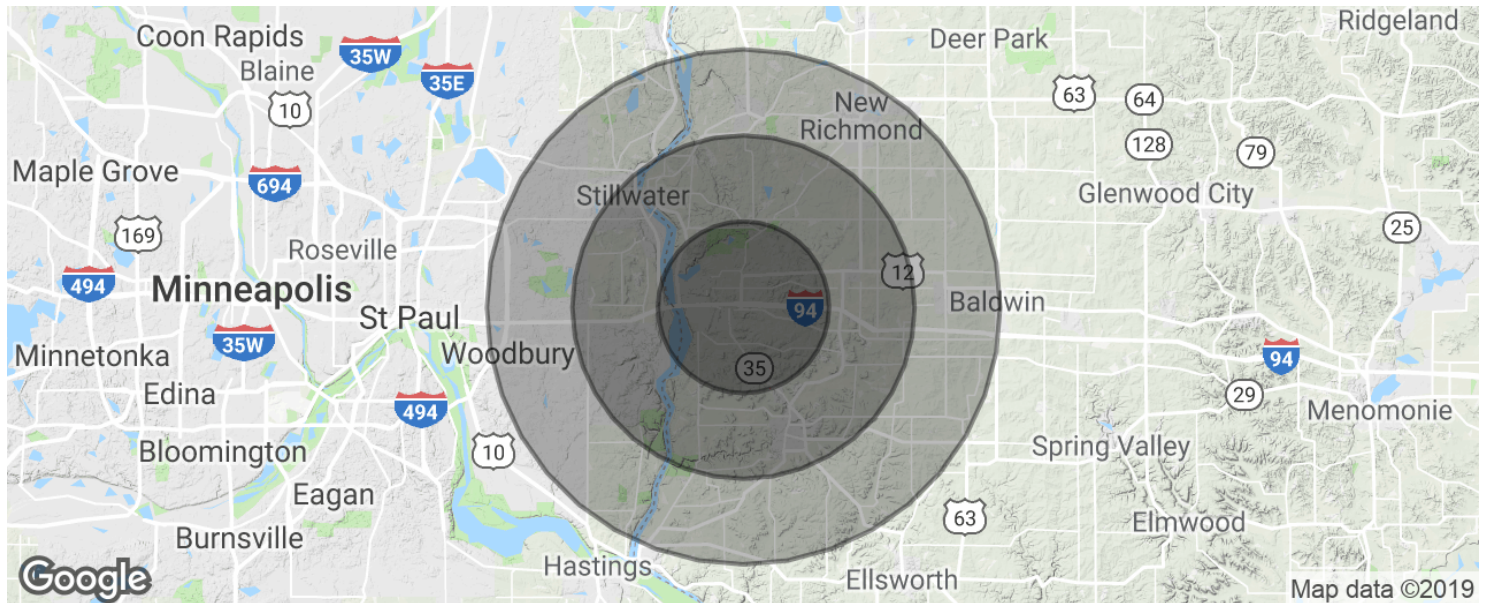 Coon Rapids
35W
Blaine
35E
10
Deer Park
Ridgeland
63
64
New
Richmond
128
79
Maple Grove
694
Stillwater
Glenwood City
169
Roseville
25
494
Minneapolis
12
St Paul
94
Baldwin
35W
Minnetonka
Woodbury
35
94
Edina
494
29
Menomonie
Bloomington
10
Spring Valley
Eagan
63
Elmwood
Burnsville
Hastings
Ellsworth
Google
Map data ©2019